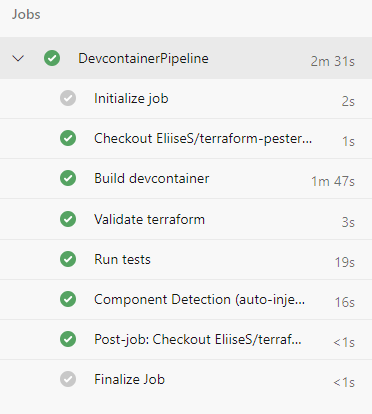 Jobs
DevcontainerPipeline 2m 31s
Initialize job 2s
Checkout EliiseS/terraform-pester... 1s
Build devcontainer 1m 47s
Validate terraform 3s
Run tests 19s
Component Detection (auto-inje... 16s
Post-job: Checkout EliiseS/terraf... <1s
Finalize Job <1s